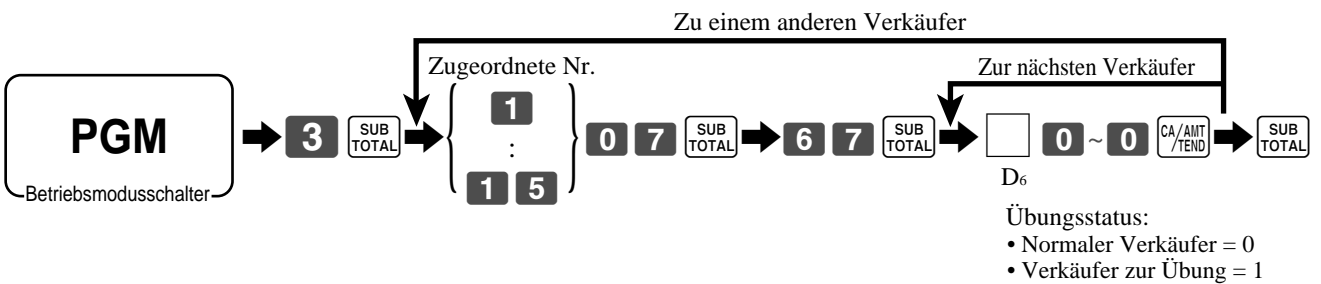 Zu einem anderen Verkäufer
Zugeordnete Nr.
Zur nächsten Verkäufer
PGM
Betriebsmodusschalter
3 SUB TOTAL { 1 : 1 5 } 0 7 SUB TOTAL 6 7 SUB TOTAL 0 ~ 0 CA/AMT /TEND SUB TOTAL
D6
Übungsstatus:
• Normaler Verkäufer = 0
• Verkäufer zur Übung = 1